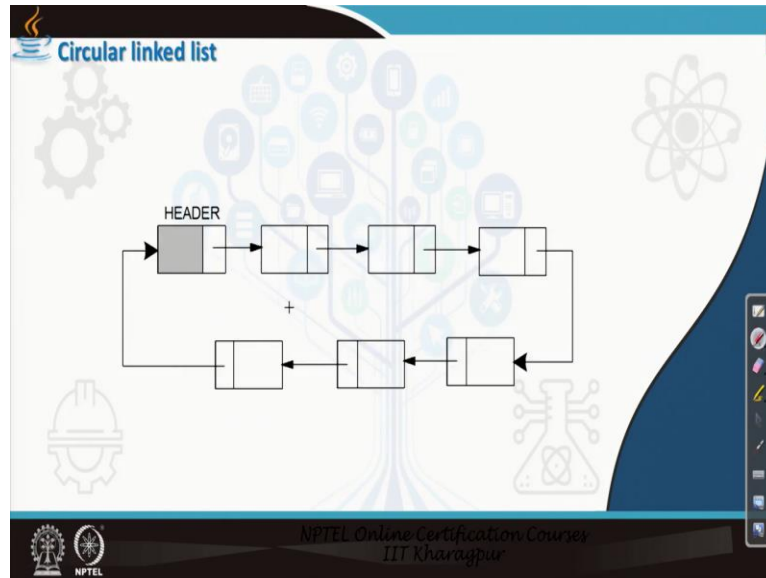 Circular linked list
HEADER
NPTEL Online Certification Courses
IIT Kharagpur
NPTEL